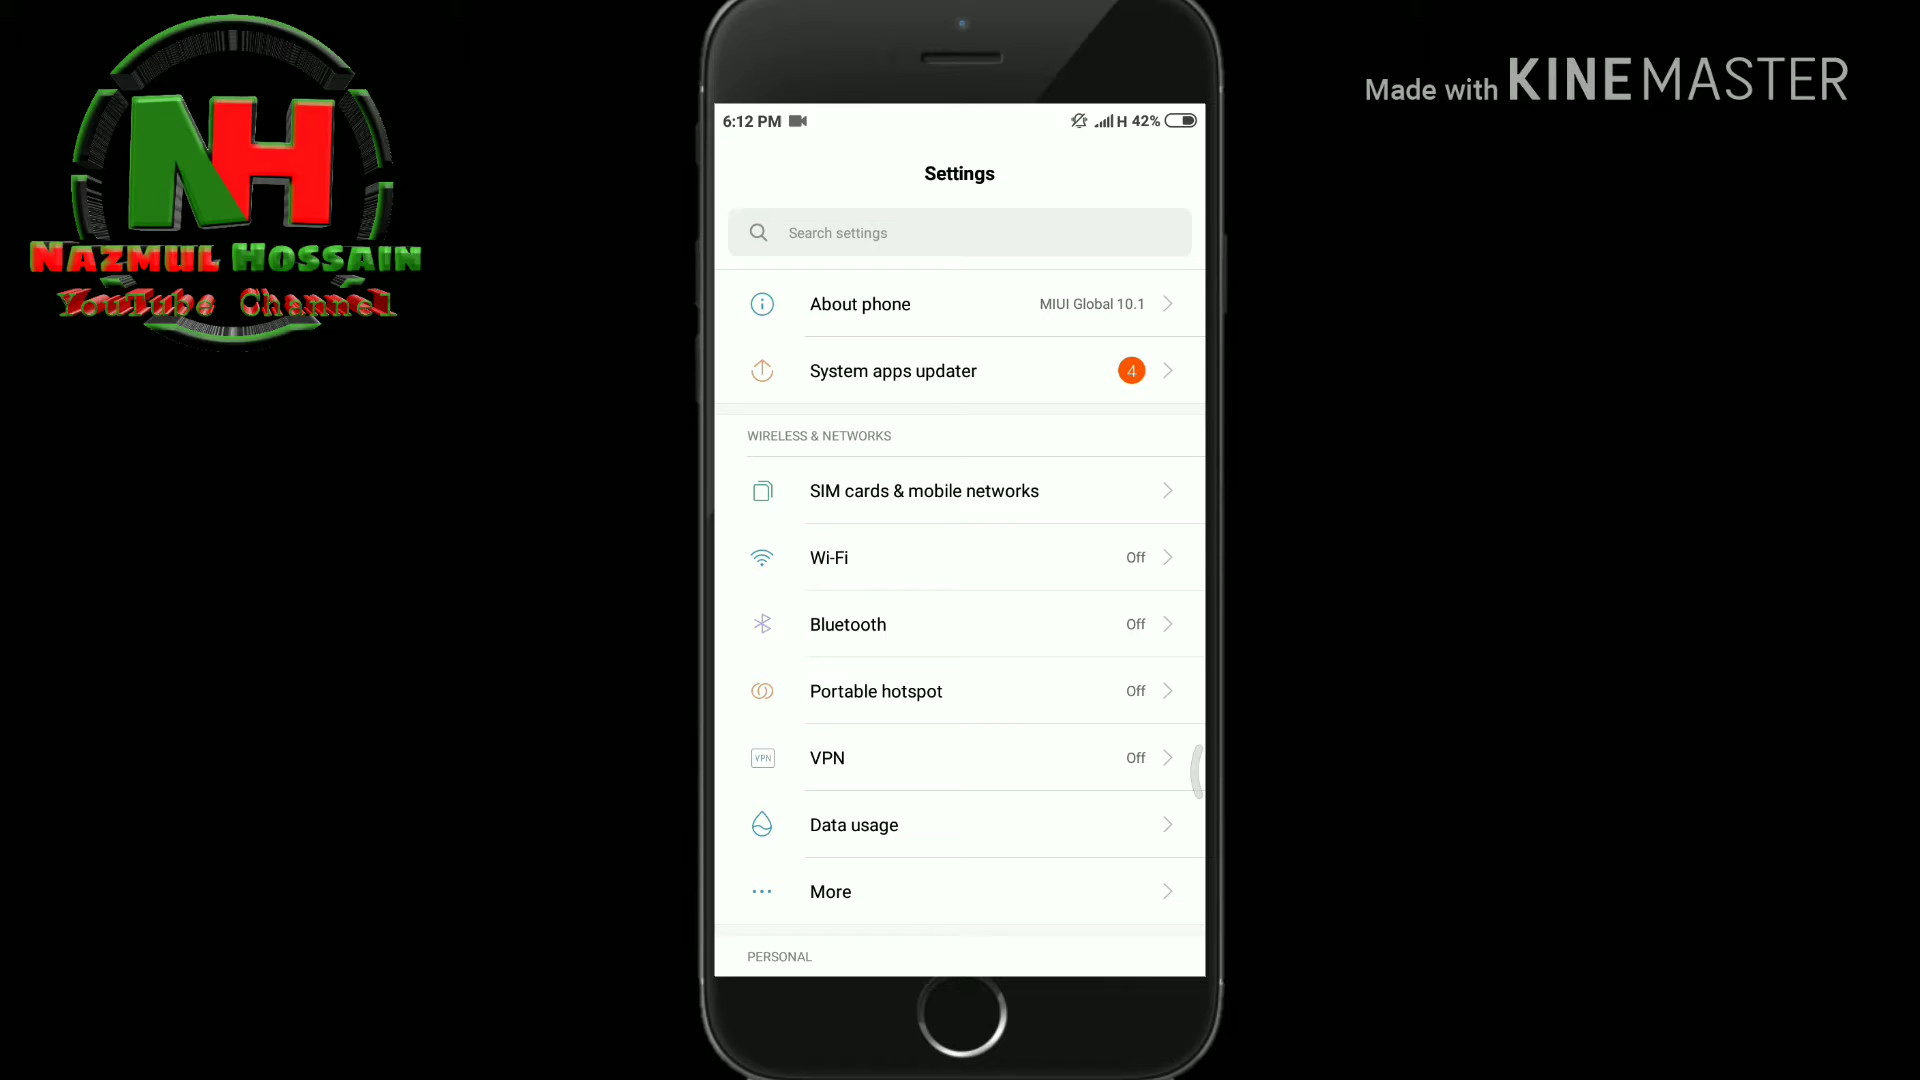 NH
NAZMUL HOSSAIN
YouTube Channel
Made with KINEMASTER
6:12 PM H 42%
Settings
Search settings
About phone MIUI Global 10.1
System apps updater 4
WIRELESS & NETWORKS
SIM cards & mobile networks
Wi-Fi Off
Bluetooth Off
Portable hotspot Off
VPN VPN Off
Data usage
More
PERSONAL